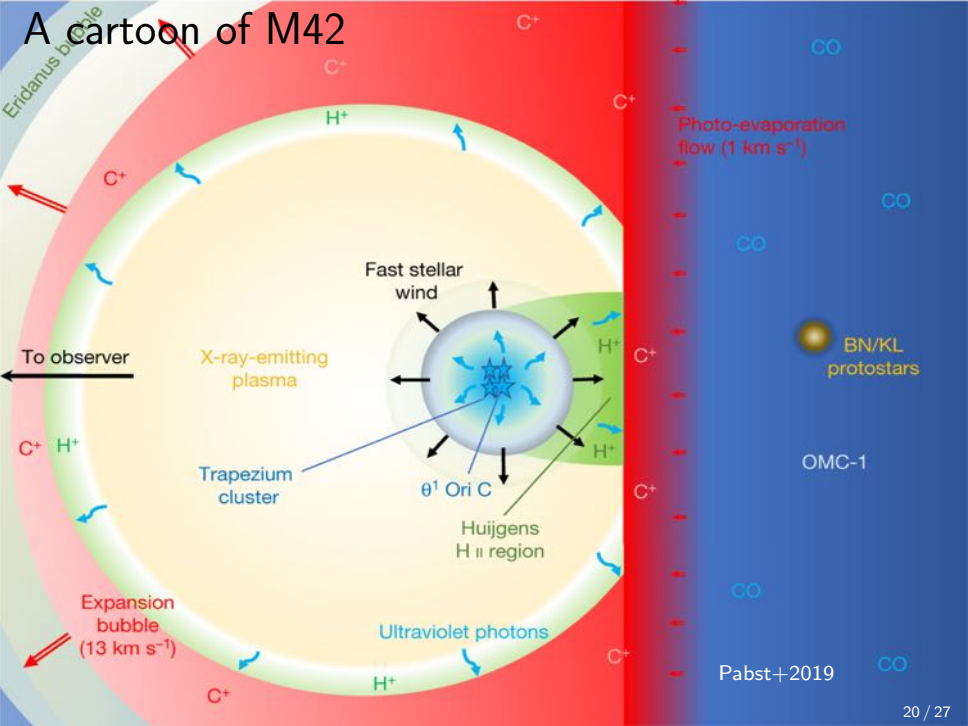 A cartoon of M42
Eridanus bubble
C⁺
C⁺
CO
H⁺
C⁺
Photo-evaporation
flow (1 km s⁻¹)
C⁺
CO
CO
Fast stellar
wind
To observer
X-ray-emitting
plasma
H⁺
C⁺
BN/KL
protostars
C⁺ H⁺
H⁺
OMC-1
Trapezium
cluster
θ¹ Ori C
C⁺
Huijgens
H II region
CO
Expansion
bubble
(13 km s⁻¹)
Ultraviolet photons
C⁺
CO
Pabst+2019
H⁺
C⁺
20 / 27